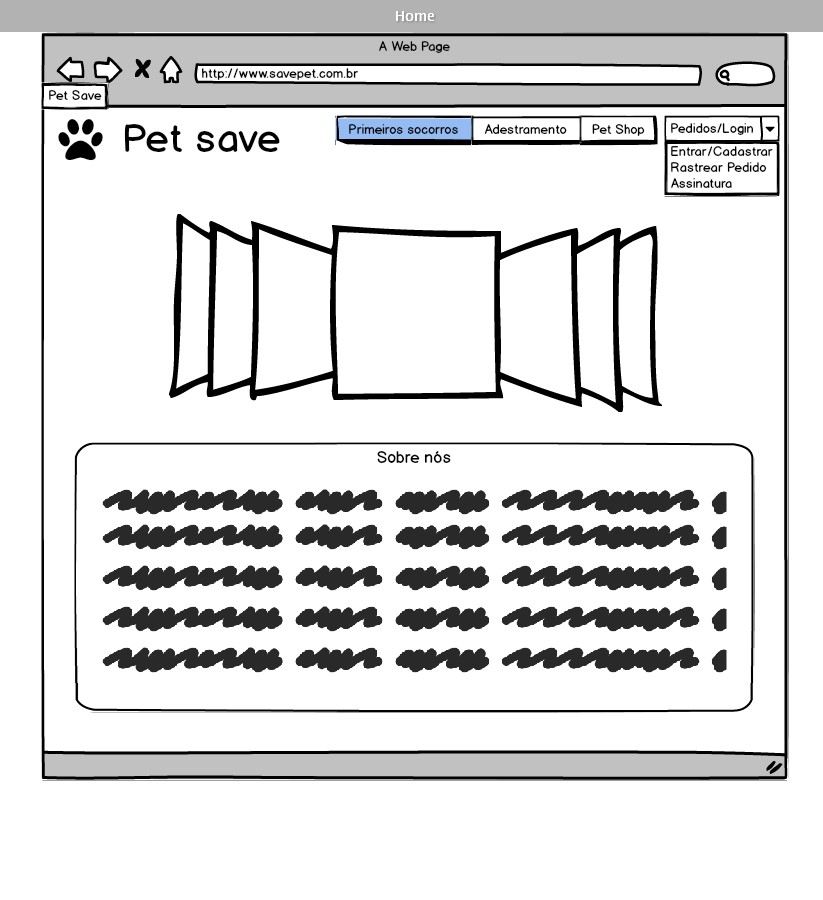 Home
A Web Page
http://www.savepet.com.br
Pet Save
Pet save
Primeiros socorros
Adestramento
Pet Shop
Pedidos/Login
Entrar/Cadastrar
Rastrear Pedido
Assinatura
Sobre nós